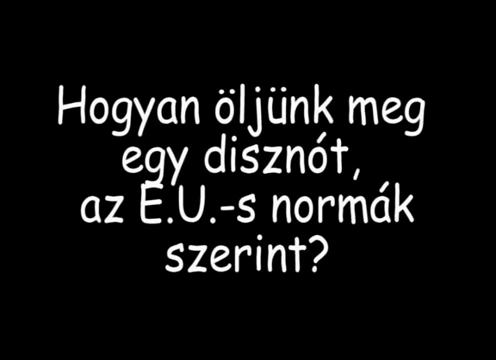 Hogyan öljünk meg
egy disznót,
az E.U.-s normák
szerint?